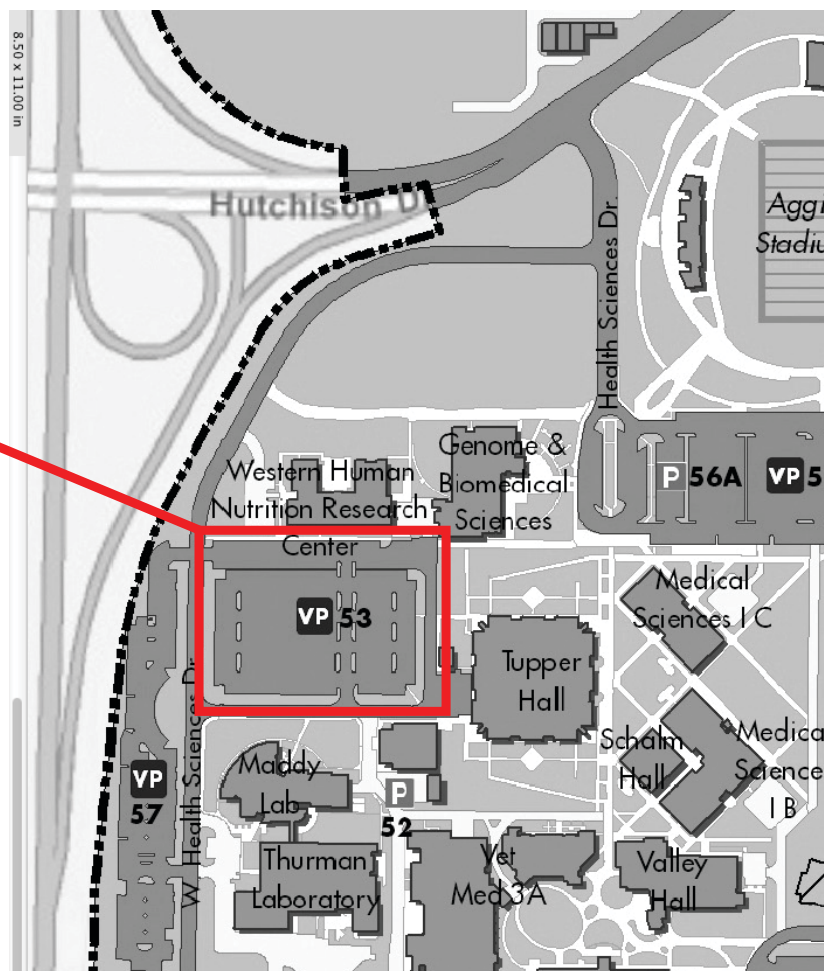 8.50 x 11.00 in
Hutchison D
Health Sciences Dr.
Aggi
Stadiu
Health Sciences Dr.
Western Human
Nutrition Research
Center
Genome &
Biomedical
Sciences
P 56A
VP 5
VP 53
Medical
Sciences I C
Tupper
Hall
W Health Sciences Dr
Schalm
Hall
Medica
Science
I B
VP
57
Maddy
Lab
P
52
Thurman
Laboratory
Vet
Med 3A
Valley
Hall